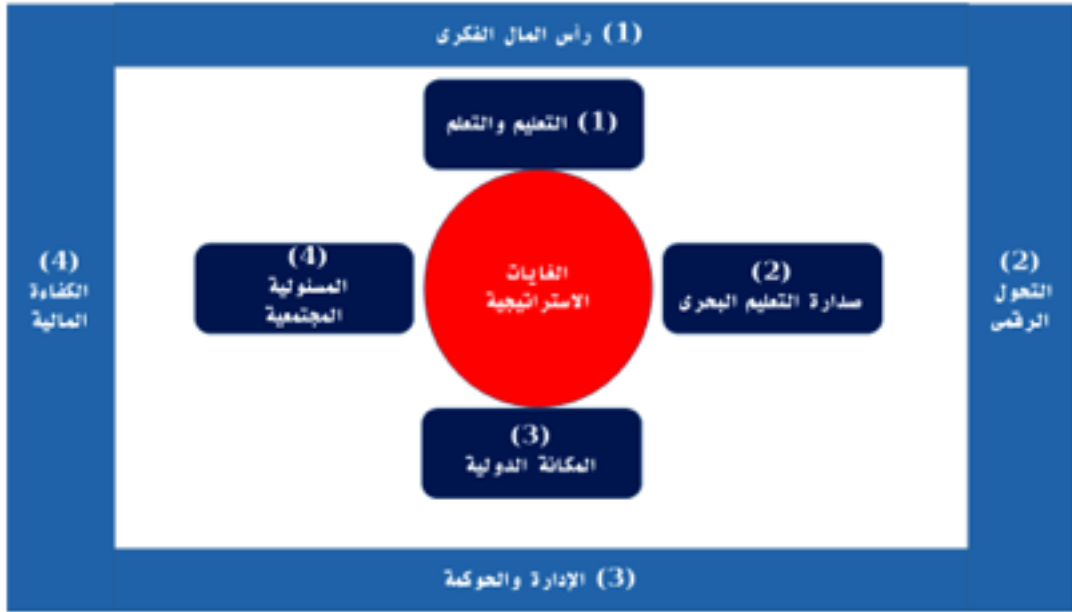 (1) رأس المال الفكرى
(1) التعليم والتعلم
(2)
التحول
الرقمى
(2)
صدارة التعليم البحرى
الغايات
الاستراتيجية
(4)
المسئولية
المجتمعية
(4)
الكفاءة
المالية
(3)
المكانة الدولية
(3) الإدارة والحوكمة